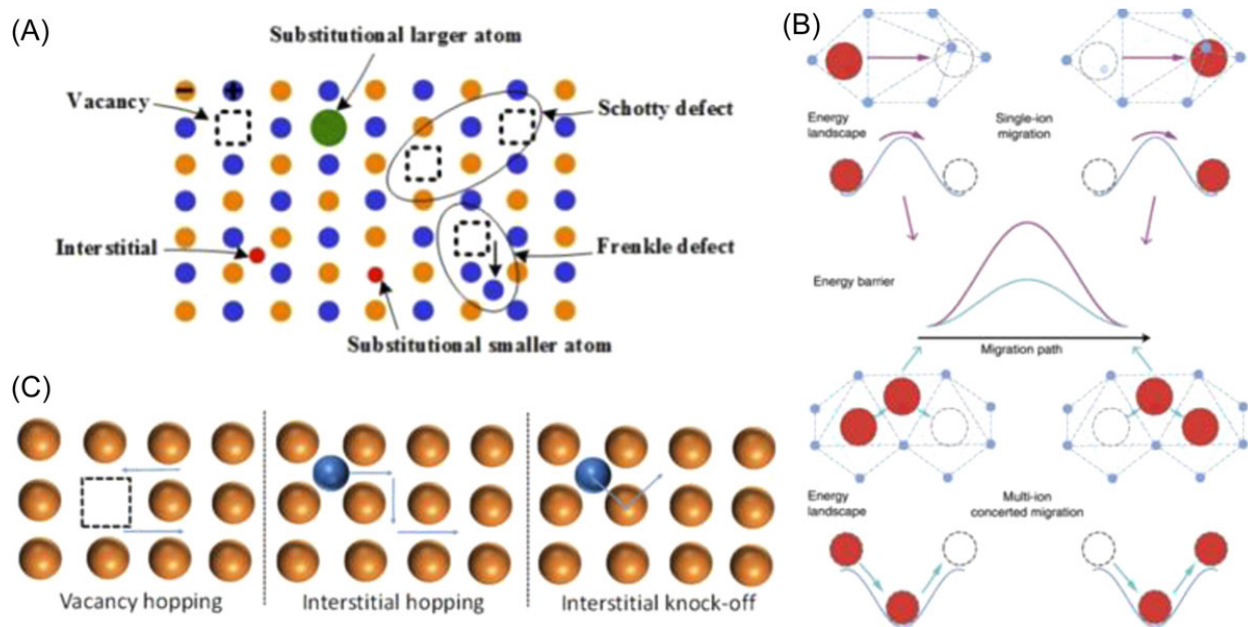 (A)
Substitutional larger atom
Vacancy
Schotty defect
Interstitial
Frenkle defect
Substitutional smaller atom
(B)
Energy
landscape
Single-ion
migration
Energy barrier
Migration path
Energy
landscape
Multi-ion
concerted migration
(C)
Vacancy hopping
Interstitial hopping
Interstitial knock-off